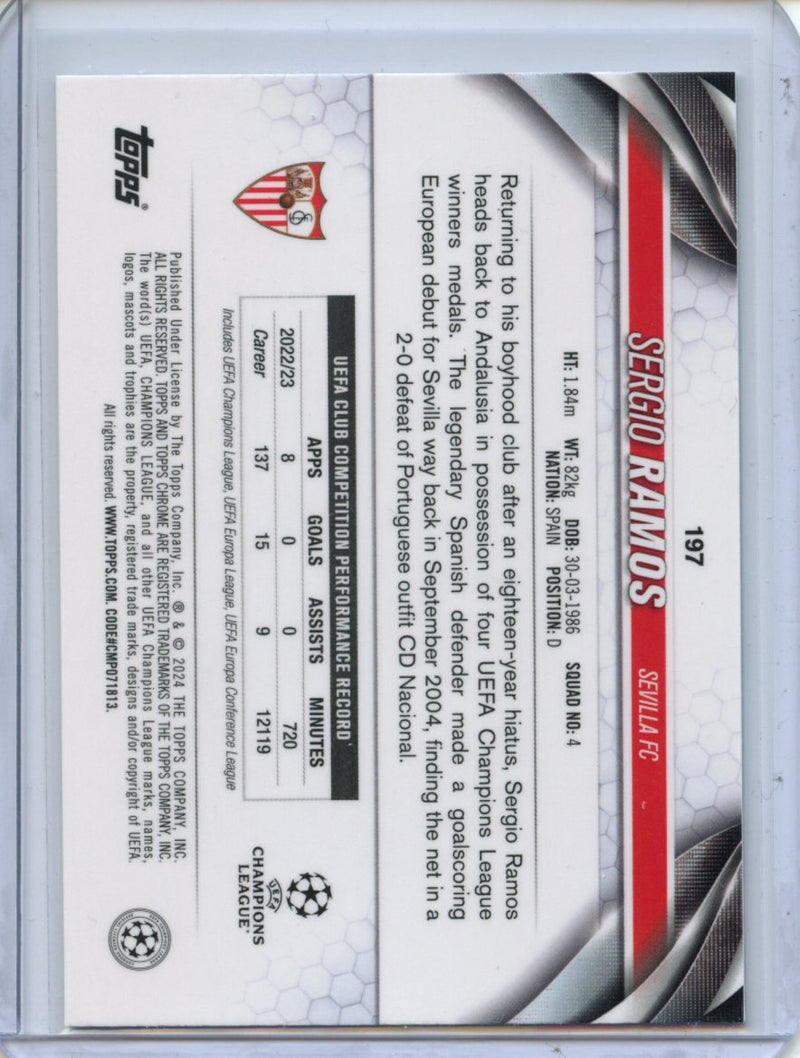 197
SERGIO RAMOS SEVILLA FC
HT: 1.84m WT: 82kg DOB: 30-03-1986 SQUAD NO: 4
NATION: SPAIN POSITION: D
Returning to his boyhood club after an eighteen-year hiatus, Sergio Ramos
heads back to Andalusia in possession of four UEFA Champions League
winners medals. The legendary Spanish defender made a goalscoring
European debut for Sevilla way back in September 2004, finding the net in a
2-0 defeat of Portuguese outfit CD Nacional.
UEFA CLUB COMPETITION PERFORMANCE RECORD
APPS GOALS ASSISTS MINUTES
2022/23 8 0 0 720
Career 137 15 9 12119
Includes UEFA Champions League, UEFA Europa League, UEFA Europa Conference League
UEFA
CHAMPIONS
LEAGUE®
topps®
Published Under License by The Topps Company, Inc. ® & © 2024 THE TOPPS COMPANY, INC.
ALL RIGHTS RESERVED. TOPPS AND TOPPS CHROME ARE REGISTERED TRADEMARKS OF THE TOPPS COMPANY, INC.
The word(s) UEFA, CHAMPIONS LEAGUE, and all other UEFA Champions League marks, names,
logos, mascots and trophies are the property, registered trade marks, designs and/or copyright of UEFA.
All rights reserved. WWW.TOPPS.COM. CODE#CMP071813.